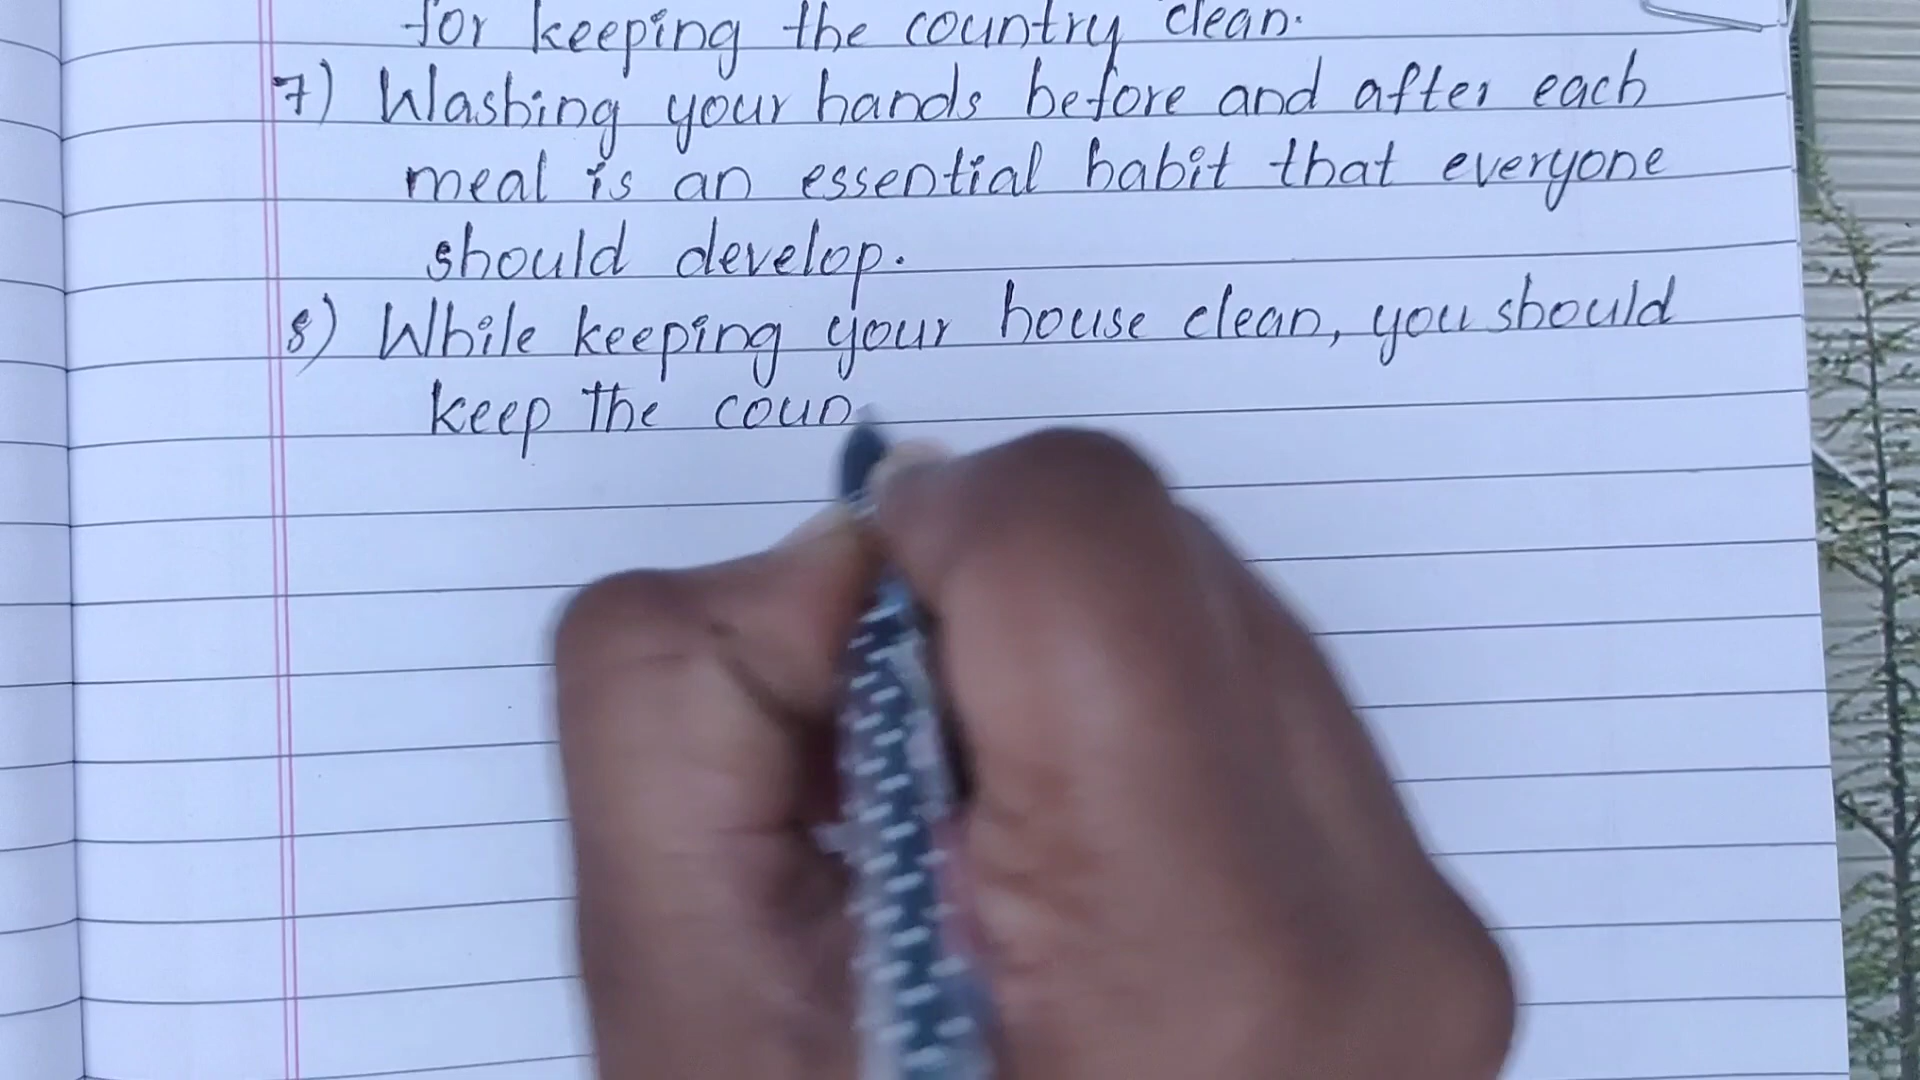 for keeping the country clean.
7) Washing your hands before and after each
meal is an essential habit that everyone
should develop.
8) While keeping your house clean, you should
keep the coun